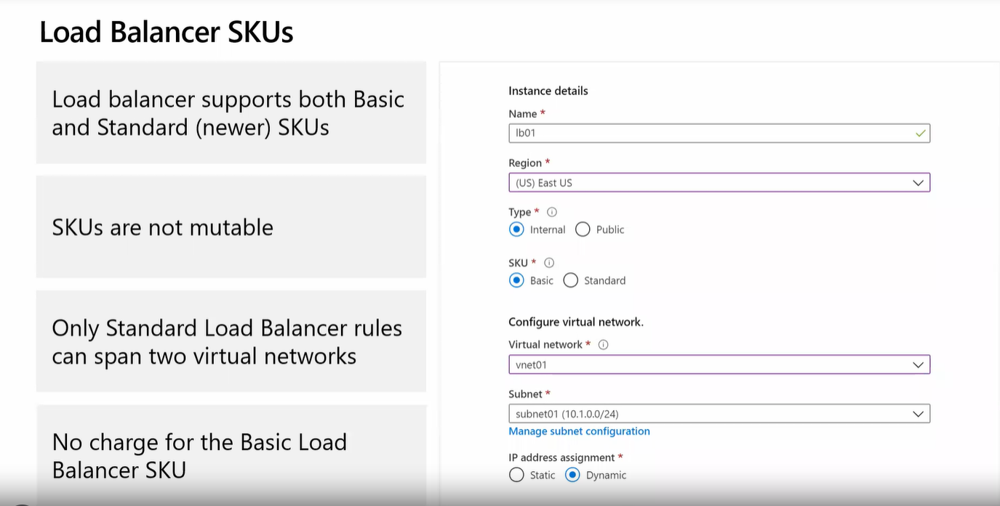 Load Balancer SKUs
Load balancer supports both Basic
and Standard (newer) SKUs
SKUs are not mutable
Only Standard Load Balancer rules
can span two virtual networks
No charge for the Basic Load
Balancer SKU
Instance details
Name *
lb01
Region *
(US) East US
Type *
Internal Public
SKU *
Basic Standard
Configure virtual network.
Virtual network *
vnet01
Subnet *
subnet01 (10.1.0.0/24)
Manage subnet configuration
IP address assignment *
Static Dynamic